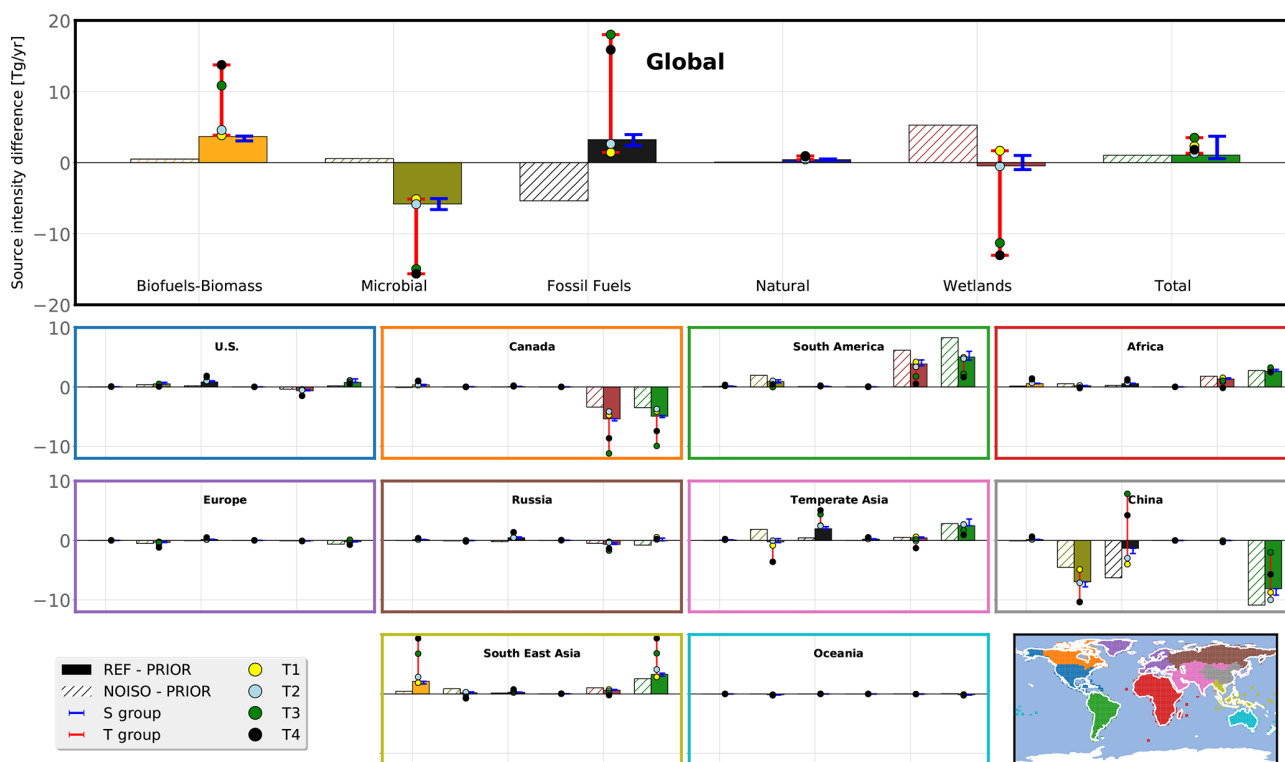 Source intensity difference [Tg/yr]
20
10
0
−10
−20
Global
Biofuels-Biomass Microbial Fossil Fuels Natural Wetlands Total
10
0
−10
U.S. Canada South America Africa
10
0
−10
Europe Russia Temperate Asia China
South East Asia Oceania
REF - PRIOR T1
NOISO - PRIOR T2
S group T3
T group T4